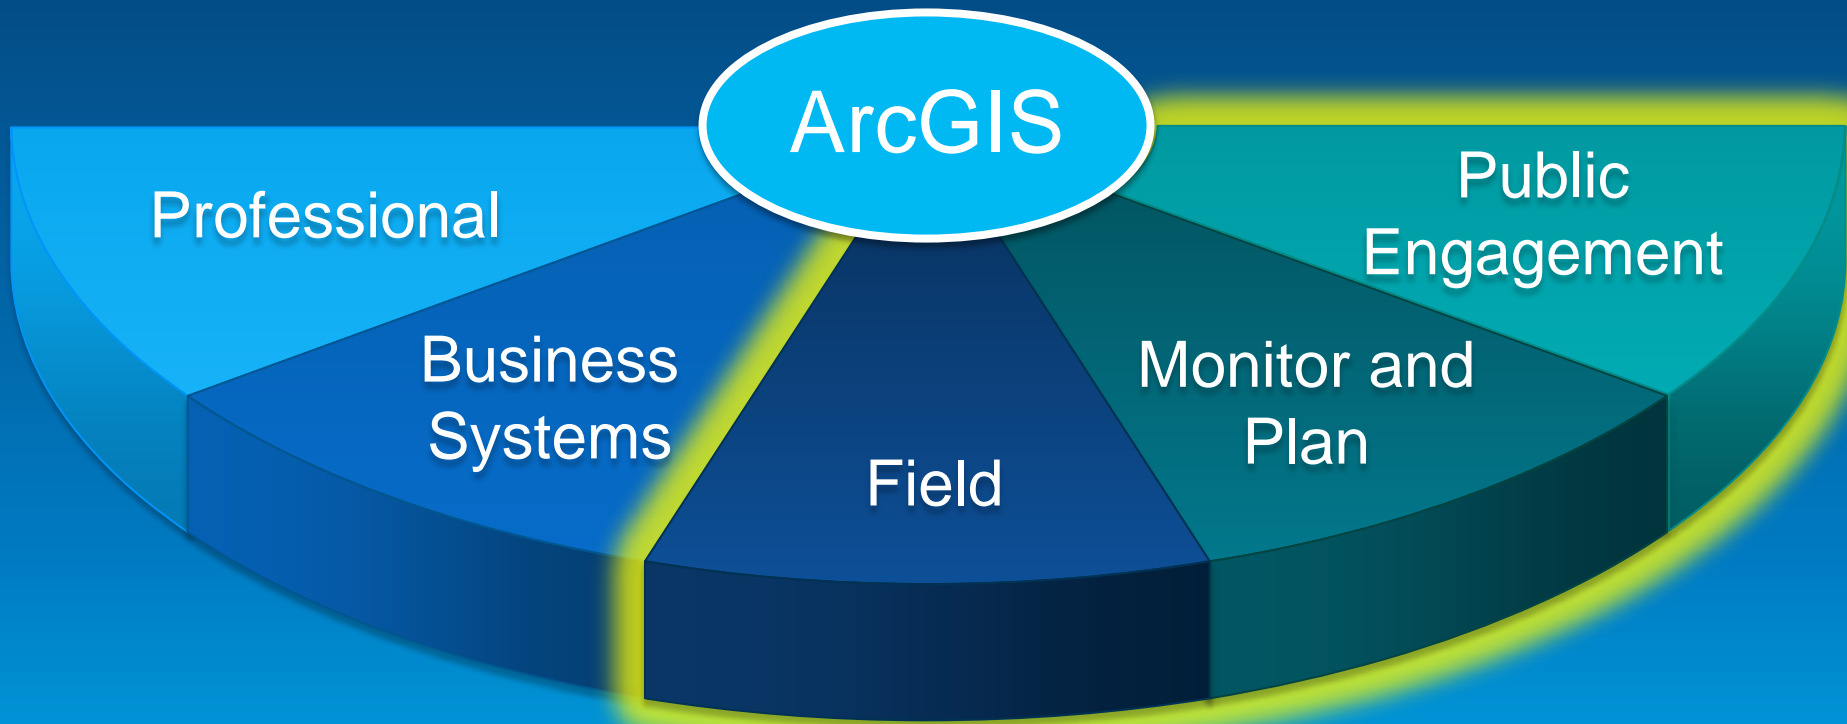 ArcGIS
Professional
Business
Systems
Field
Monitor and
Plan
Public
Engagement